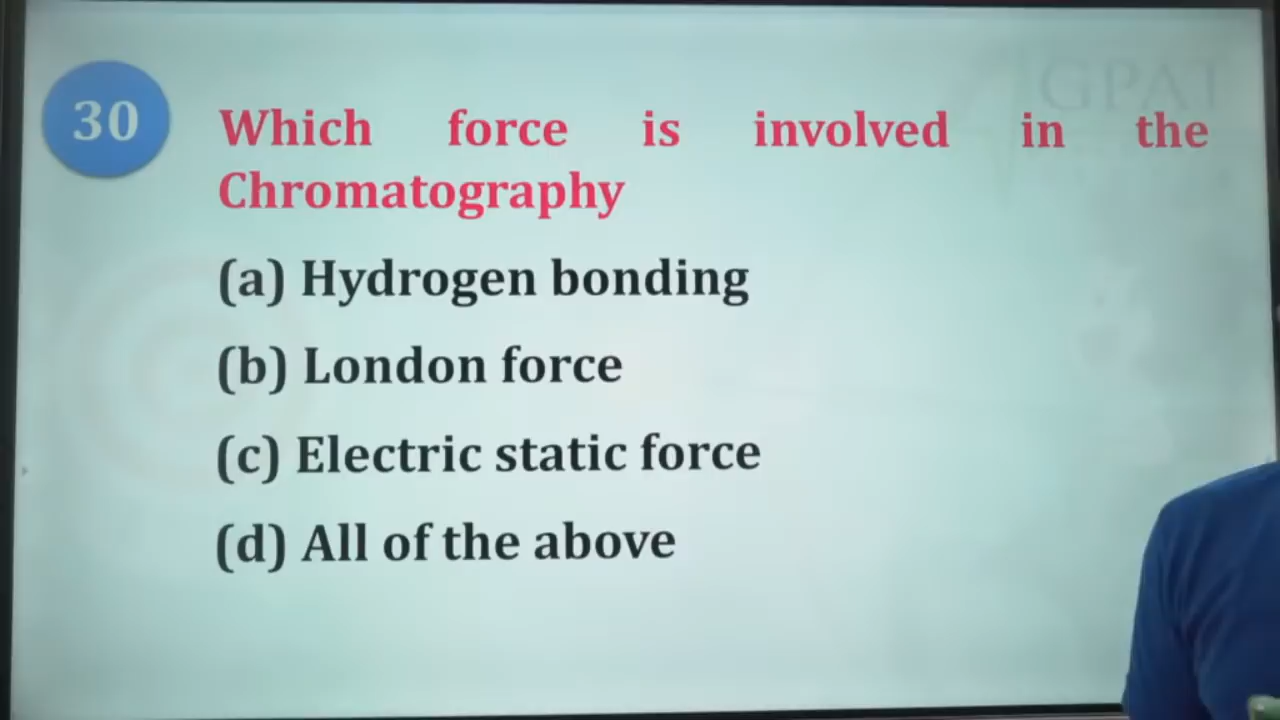 GPAT
30
Which force is involved in the
Chromatography
(a) Hydrogen bonding
(b) London force
(c) Electric static force
(d) All of the above